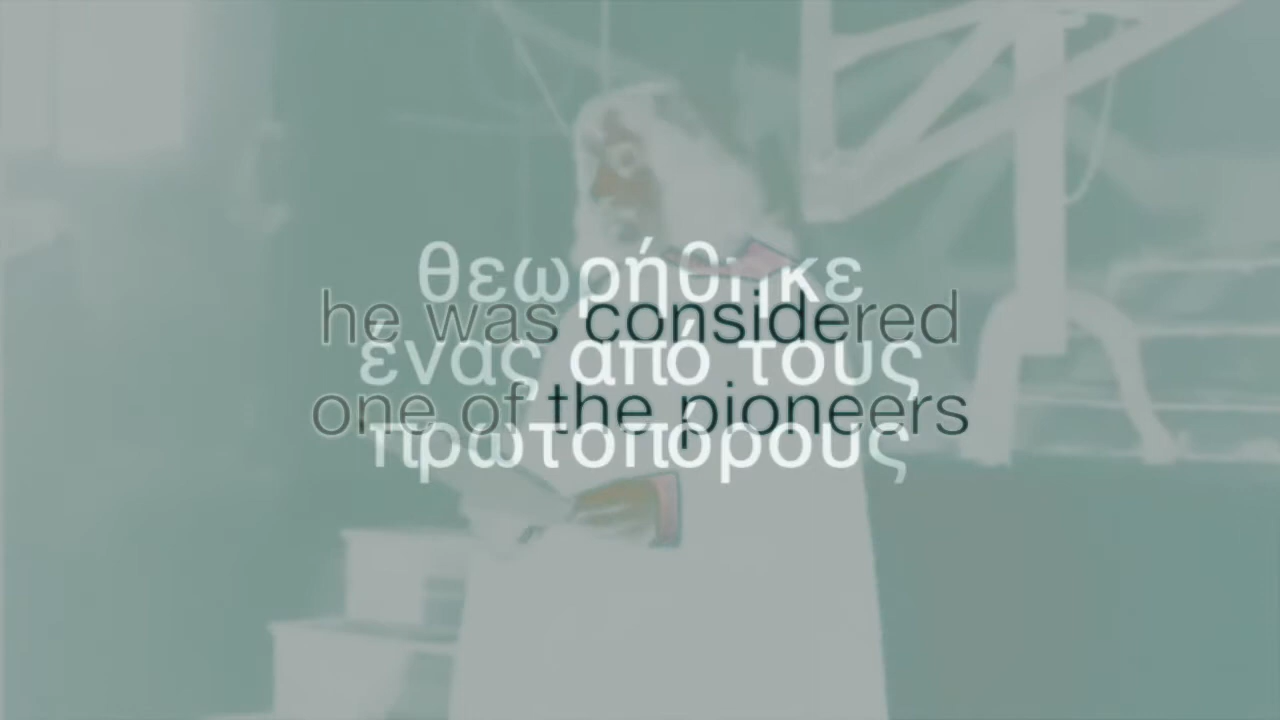 θεωρήθηκε
he was considered
ένας από τους
one of the pioneers
πρωτοπόρους